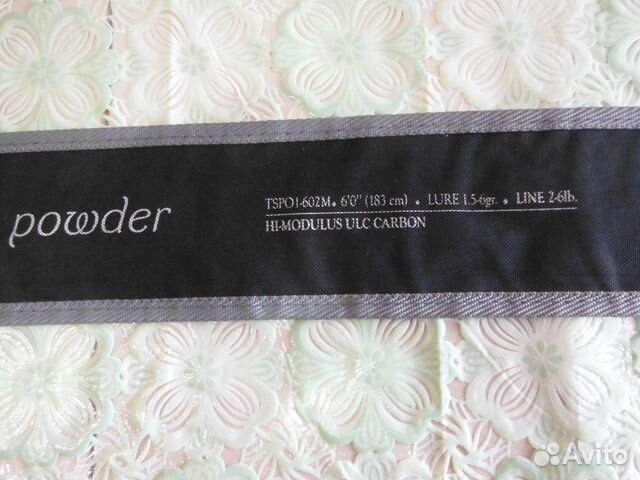 powder
TSPO1-602M • 6'0" (183 cm) • LURE 1.5-6gr. • LINE 2-6lb.
HI-MODULUS ULC CARBON
Avito